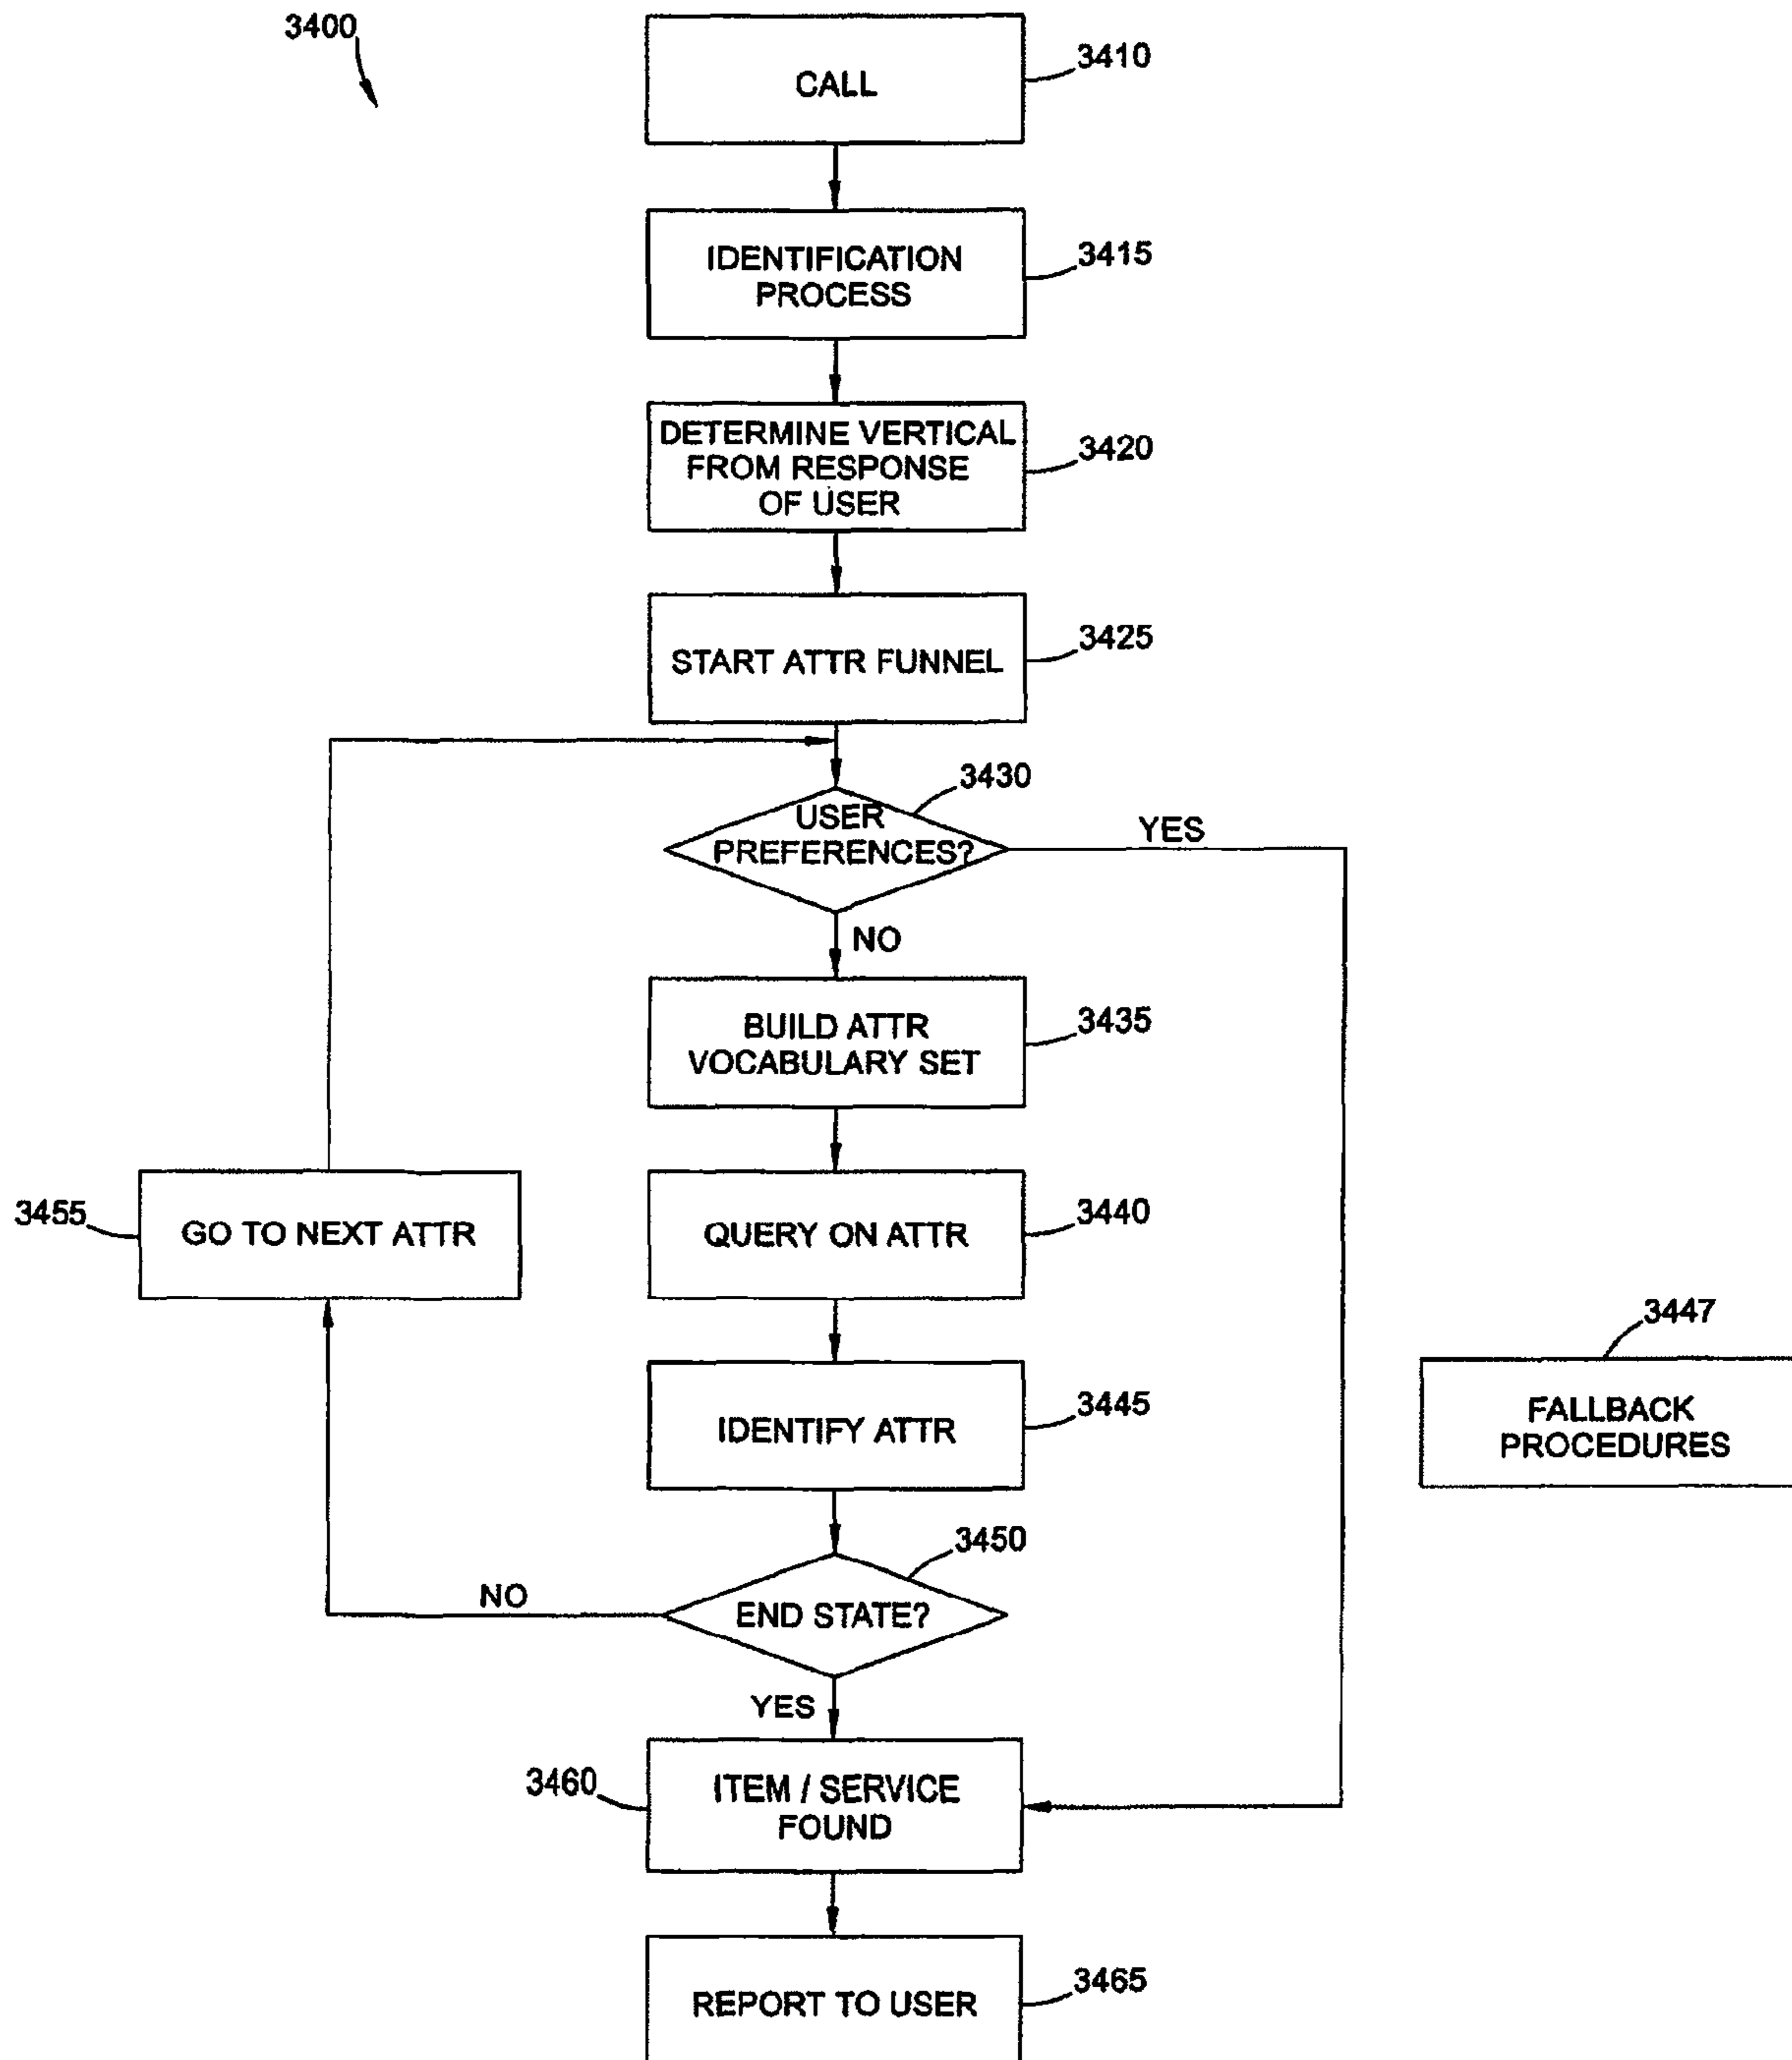 3400
CALL
3410
IDENTIFICATION
PROCESS
3415
DETERMINE VERTICAL
FROM RESPONSE
OF USER
3420
START ATTR FUNNEL
3425
3430
USER
PREFERENCES?
YES
NO
BUILD ATTR
VOCABULARY SET
3435
3455
GO TO NEXT ATTR
QUERY ON ATTR
3440
3447
FALLBACK
PROCEDURES
IDENTIFY ATTR
3445
3450
END STATE?
NO
YES
3460
ITEM / SERVICE
FOUND
REPORT TO USER
3465